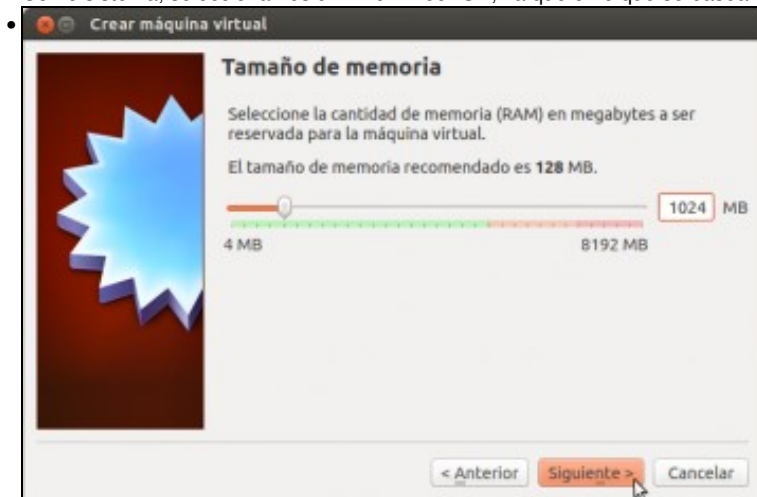 Crear máquina virtual
Tamaño de memoria
Seleccione la cantidad de memoria (RAM) en megabytes a ser
reservada para la máquina virtual.
El tamaño de memoria recomendado es 128 MB.
1024 MB
4 MB 8192 MB
< Anterior Siguiente > Cancelar